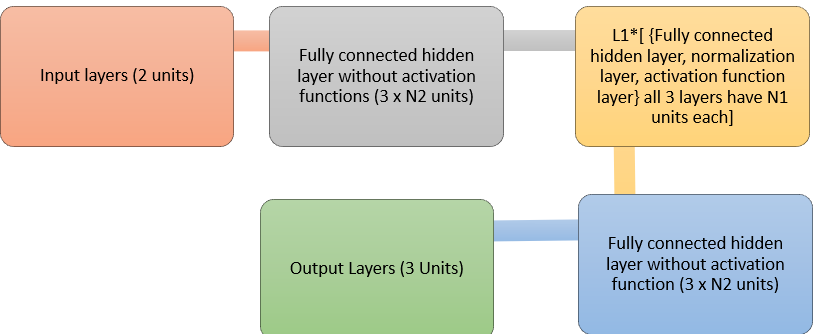 Input layers (2 units)
Fully connected hidden
layer without activation
functions (3 x N2 units)
L1*[ {Fully connected
hidden layer, normalization
layer, activation function
layer} all 3 layers have N1
units each]
Fully connected hidden
layer without activation
function (3 x N2 units)
Output Layers (3 Units)